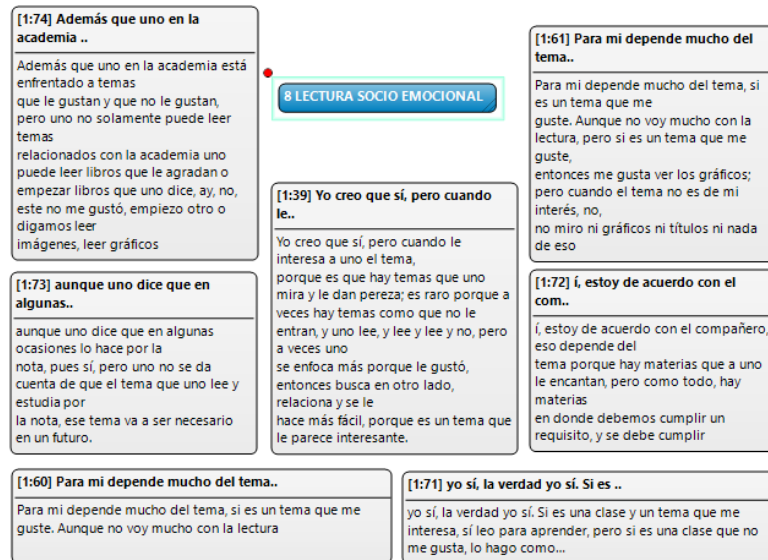 [1:74] Además que uno en la
academia ..
Además que uno en la academia está
enfrentado a temas
que le gustan y que no le gustan,
pero uno no solamente puede leer
temas
relacionados con la academia uno
puede leer libros que le agradan o
empezar libros que uno dice, ay, no,
este no me gustó, empiezo otro o
digamos leer
imágenes, leer gráficos
8 LECTURA SOCIO EMOCIONAL
[1:61] Para mi depende mucho del
tema..
Para mi depende mucho del tema, si
es un tema que me
guste. Aunque no voy mucho con la
lectura, pero si es un tema que me
guste,
entonces me gusta ver los gráficos;
pero cuando el tema no es de mi
interés, no,
no miro ni gráficos ni títulos ni nada
de eso
[1:39] Yo creo que sí, pero cuando
le..
Yo creo que sí, pero cuando le
interesa a uno el tema,
porque es que hay temas que uno
mira y le dan pereza; es raro porque a
veces hay temas como que no le
entran, y uno lee, y lee y lee y no, pero
a veces uno
se enfoca más porque le gustó,
entonces busca en otro lado,
relaciona y se le
hace más fácil, porque es un tema que
le parece interesante.
[1:73] aunque uno dice que en
algunas..
aunque uno dice que en algunas
ocasiones lo hace por la
nota, pues sí, pero uno no se da
cuenta de que el tema que uno lee y
estudia por
la nota, ese tema va a ser necesario
en un futuro.
[1:72] í, estoy de acuerdo con el
com..
í, estoy de acuerdo con el compañero,
eso depende del
tema porque hay materias que a uno
le encantan, pero como todo, hay
materias
en donde debemos cumplir un
requisito, y se debe cumplir
[1:60] Para mi depende mucho del tema..
Para mi depende mucho del tema, si es un tema que me
guste. Aunque no voy mucho con la lectura
[1:71] yo sí, la verdad yo sí. Si es ..
yo sí, la verdad yo sí. Si es una clase y un tema que me
interesa, sí leo para aprender, pero si es una clase que no
me gusta, lo hago como...